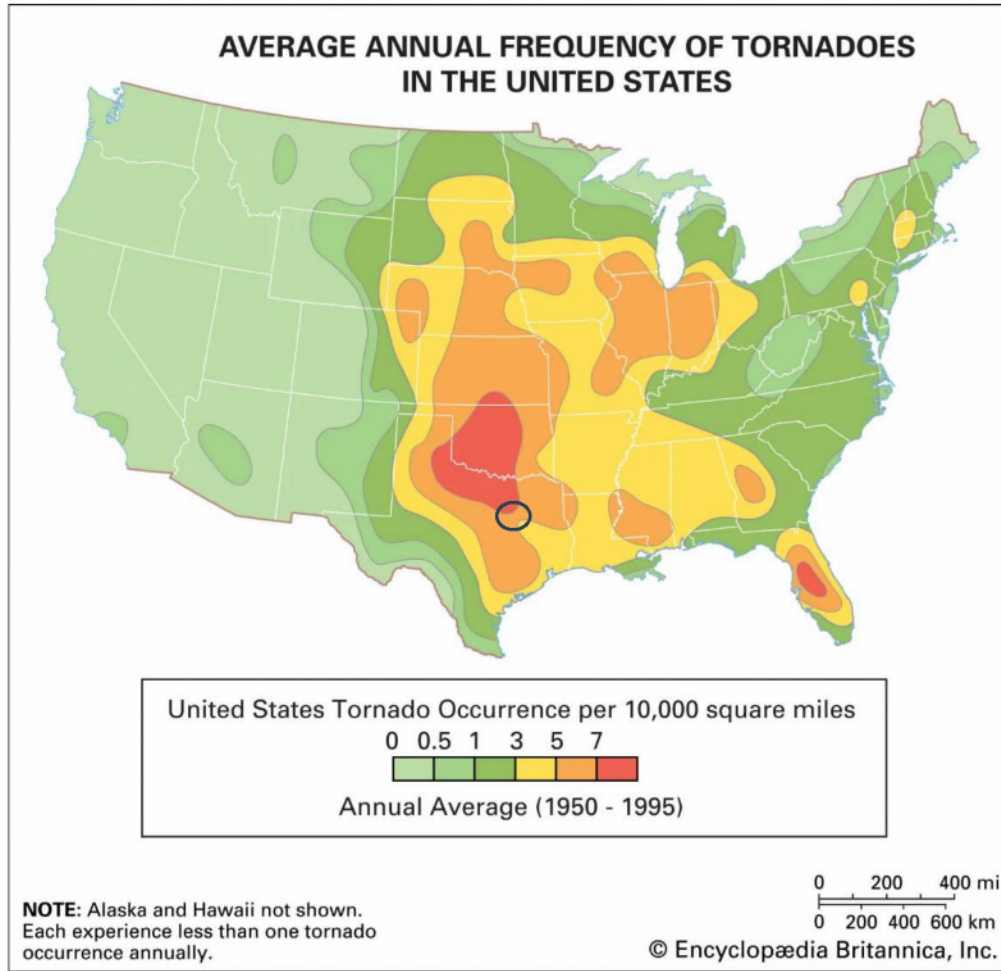 AVERAGE ANNUAL FREQUENCY OF TORNADOES
IN THE UNITED STATES
United States Tornado Occurrence per 10,000 square miles
0 0.5 1 3 5 7
Annual Average (1950 - 1995)
NOTE: Alaska and Hawaii not shown.
Each experience less than one tornado
occurrence annually.
0 200 400 mi
0 200 400 600 km
© Encyclopædia Britannica, Inc.